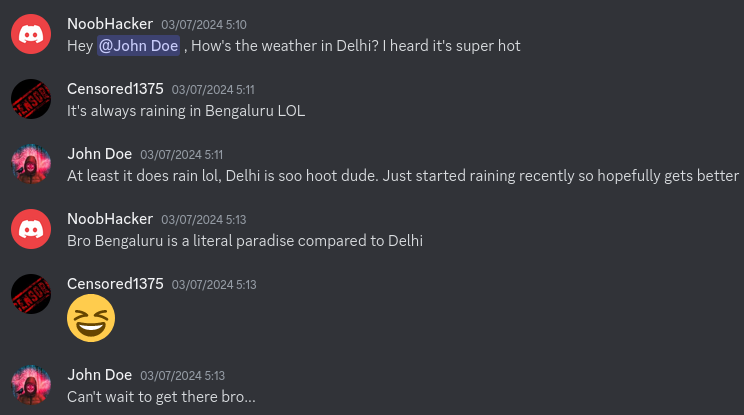 NoobHacker 03/07/2024 5:10
Hey @John Doe , How's the weather in Delhi? I heard it's super hot
Censored1375 03/07/2024 5:11
It's always raining in Bengaluru LOL
John Doe 03/07/2024 5:11
At least it does rain lol, Delhi is soo hoot dude. Just started raining recently so hopefully gets better
NoobHacker 03/07/2024 5:13
Bro Bengaluru is a literal paradise compared to Delhi
Censored1375 03/07/2024 5:13
John Doe 03/07/2024 5:13
Can't wait to get there bro...